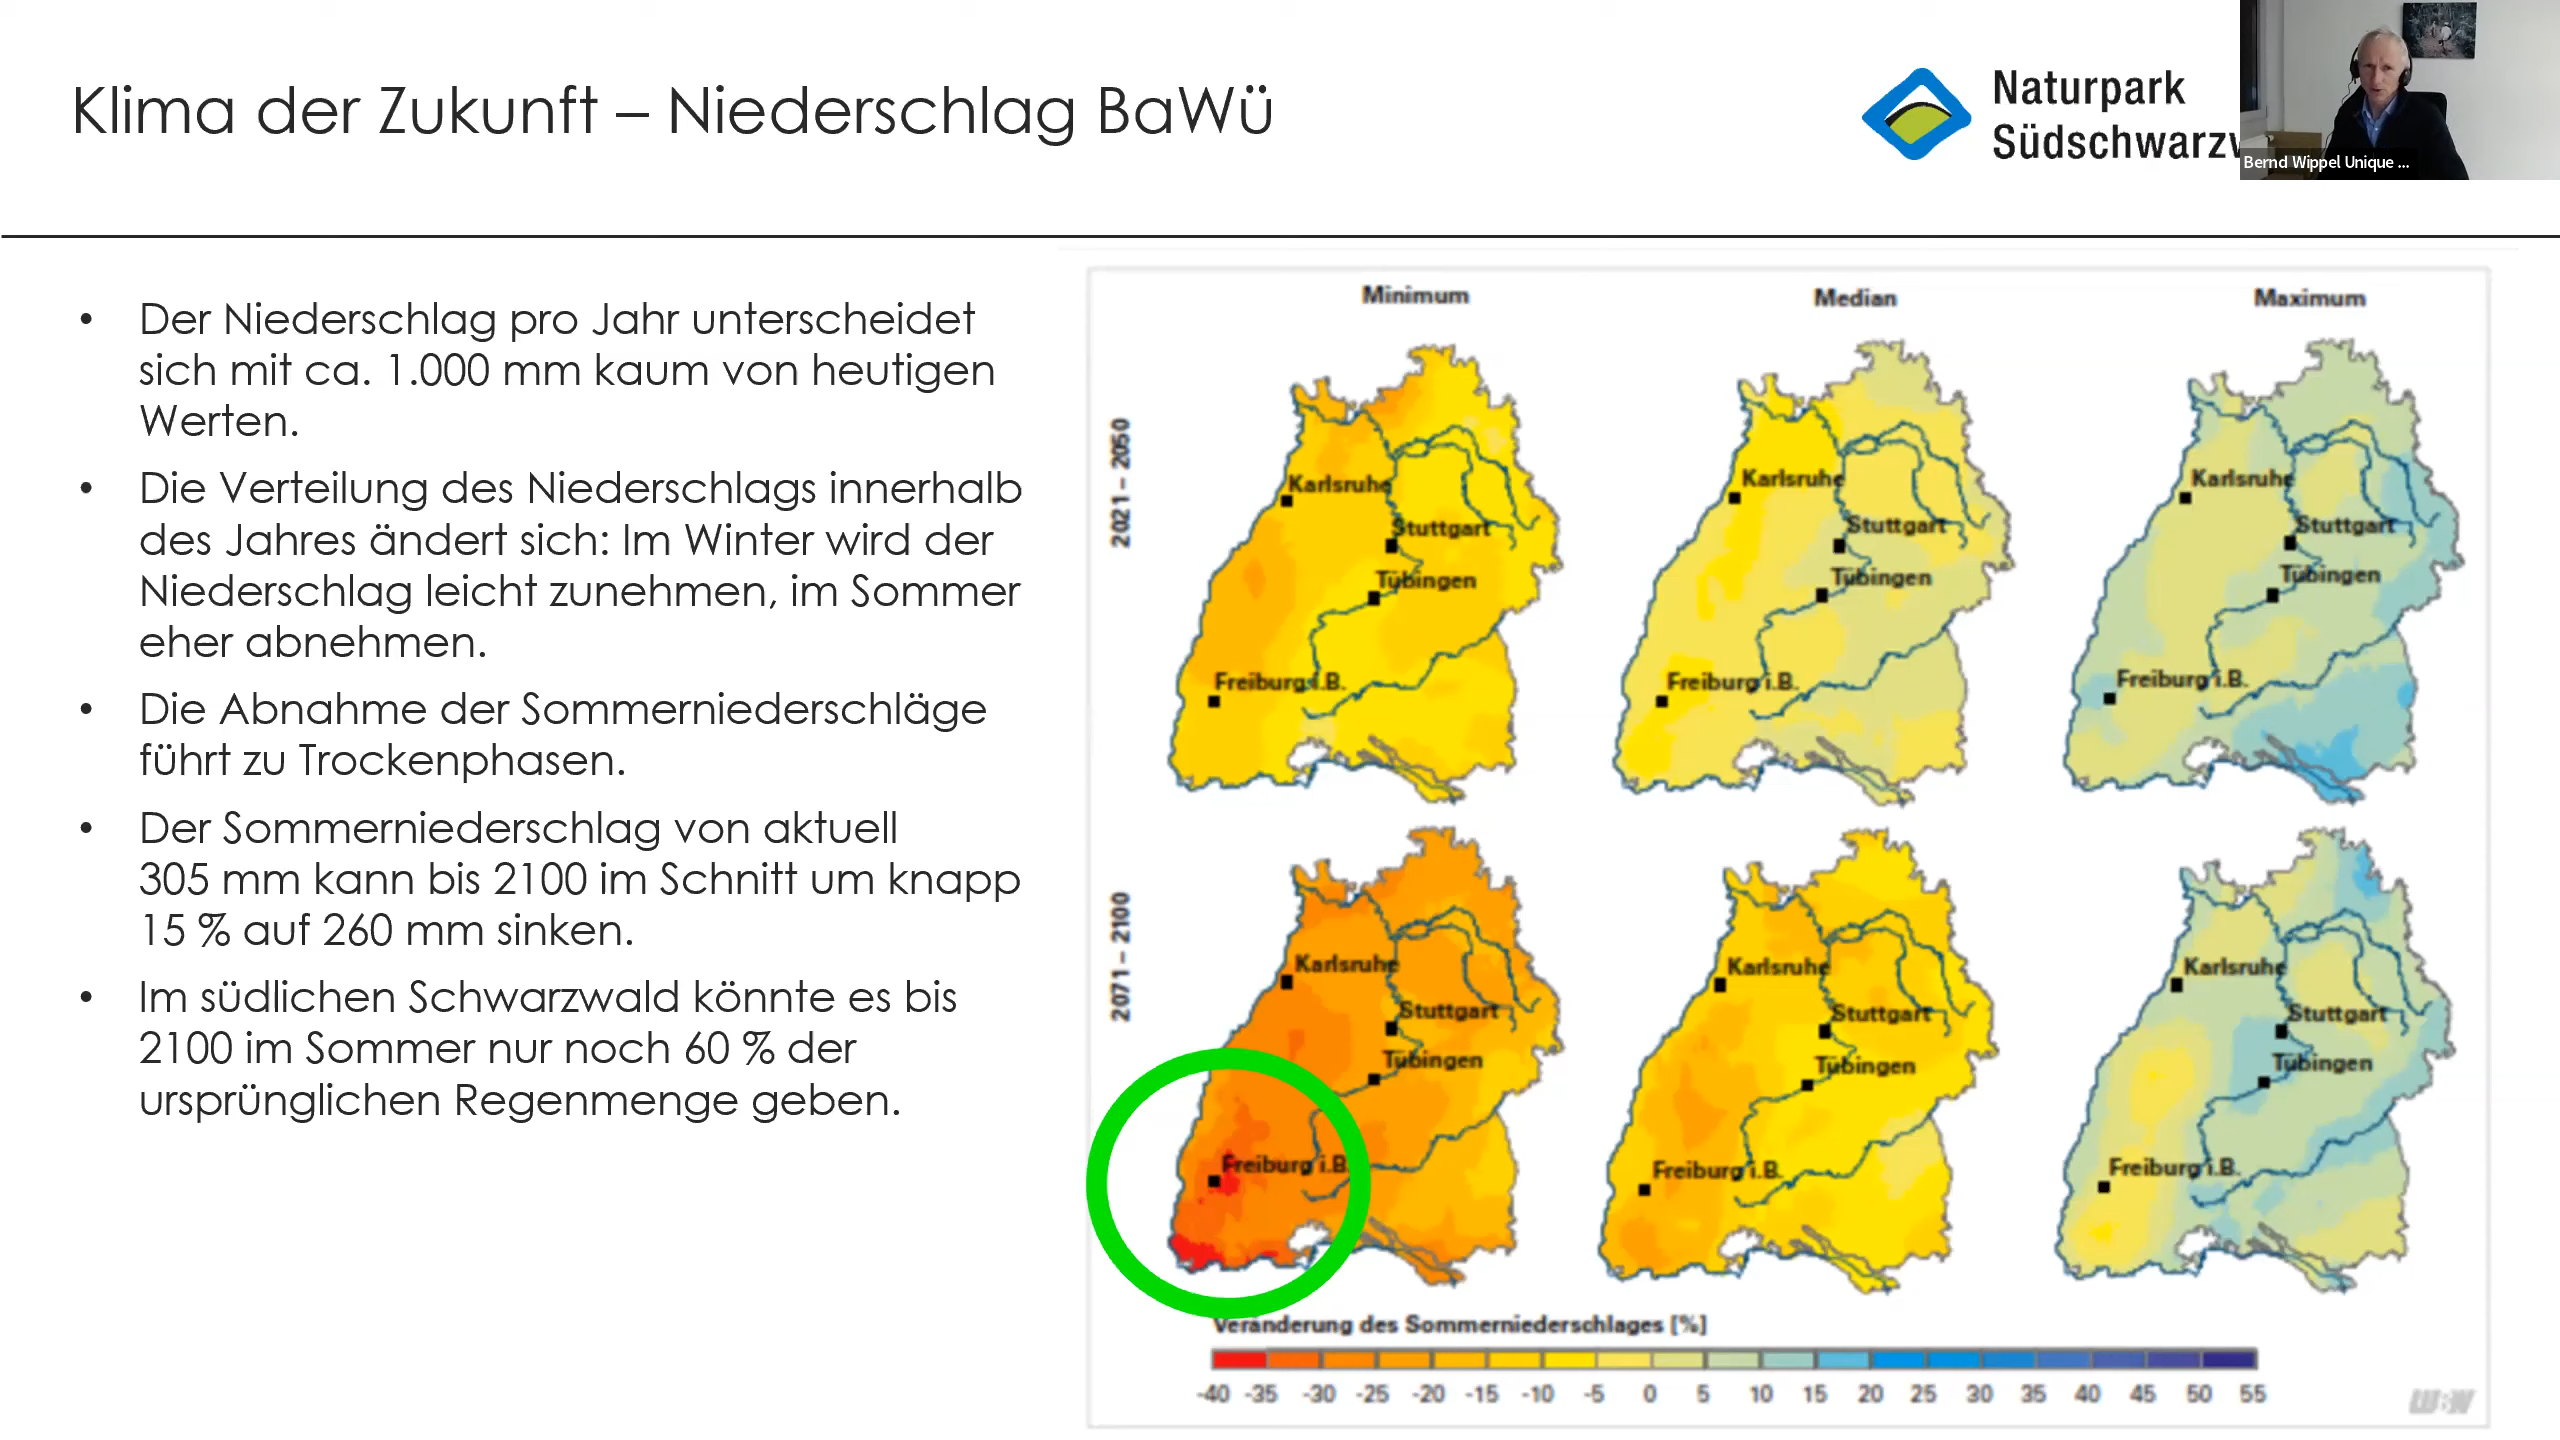 Klima der Zukunft – Niederschlag BaWü
Naturpark
Südschwarzw
Bernd Wippel Unique ...
• Der Niederschlag pro Jahr unterscheidet
sich mit ca. 1.000 mm kaum von heutigen
Werten.
• Die Verteilung des Niederschlags innerhalb
des Jahres ändert sich: Im Winter wird der
Niederschlag leicht zunehmen, im Sommer
eher abnehmen.
• Die Abnahme der Sommerniederschläge
führt zu Trockenphasen.
• Der Sommerniederschlag von aktuell
305 mm kann bis 2100 im Schnitt um knapp
15 % auf 260 mm sinken.
• Im südlichen Schwarzwald könnte es bis
2100 im Sommer nur noch 60 % der
ursprünglichen Regenmenge geben.
Minimum Median Maximum
2021 – 2050
Karlsruhe
Stuttgart
Tübingen
Freiburg i.B.
Karlsruhe
Stuttgart
Tübingen
Freiburg i.B.
Karlsruhe
Stuttgart
Tübingen
Freiburg i.B.
2071 – 2100
Karlsruhe
Stuttgart
Tübingen
Freiburg i.B.
Karlsruhe
Stuttgart
Tübingen
Freiburg i.B.
Karlsruhe
Stuttgart
Tübingen
Freiburg i.B.
Veränderung des Sommerniederschlages [%]
-40 -35 -30 -25 -20 -15 -10 -5 0 5 10 15 20 25 30 35 40 45 50 55